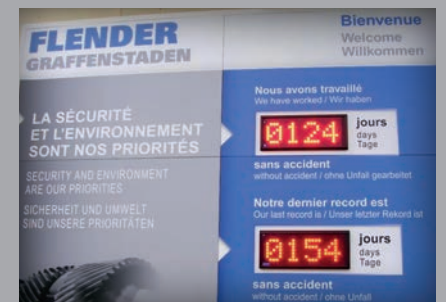 FLENDER
GRAFFENSTADEN
Bienvenue
Welcome
Willkommen
LA SÉCURITÉ
ET L'ENVIRONNEMENT
SONT NOS PRIORITÉS
SECURITY AND ENVIRONMENT
ARE OUR PRIORITIES
SICHERHEIT UND UMWELT
SIND UNSERE PRIORITÄTEN
Nous avons travaillé
We have worked / Wir haben
0124 jours
days
Tage
sans accident
without accident / ohne Unfall gearbeitet
Notre dernier record est
Our last record is / Unser letzter Rekord ist
0154 jours
days
Tage
sans accident
without accident / ohne Unfall